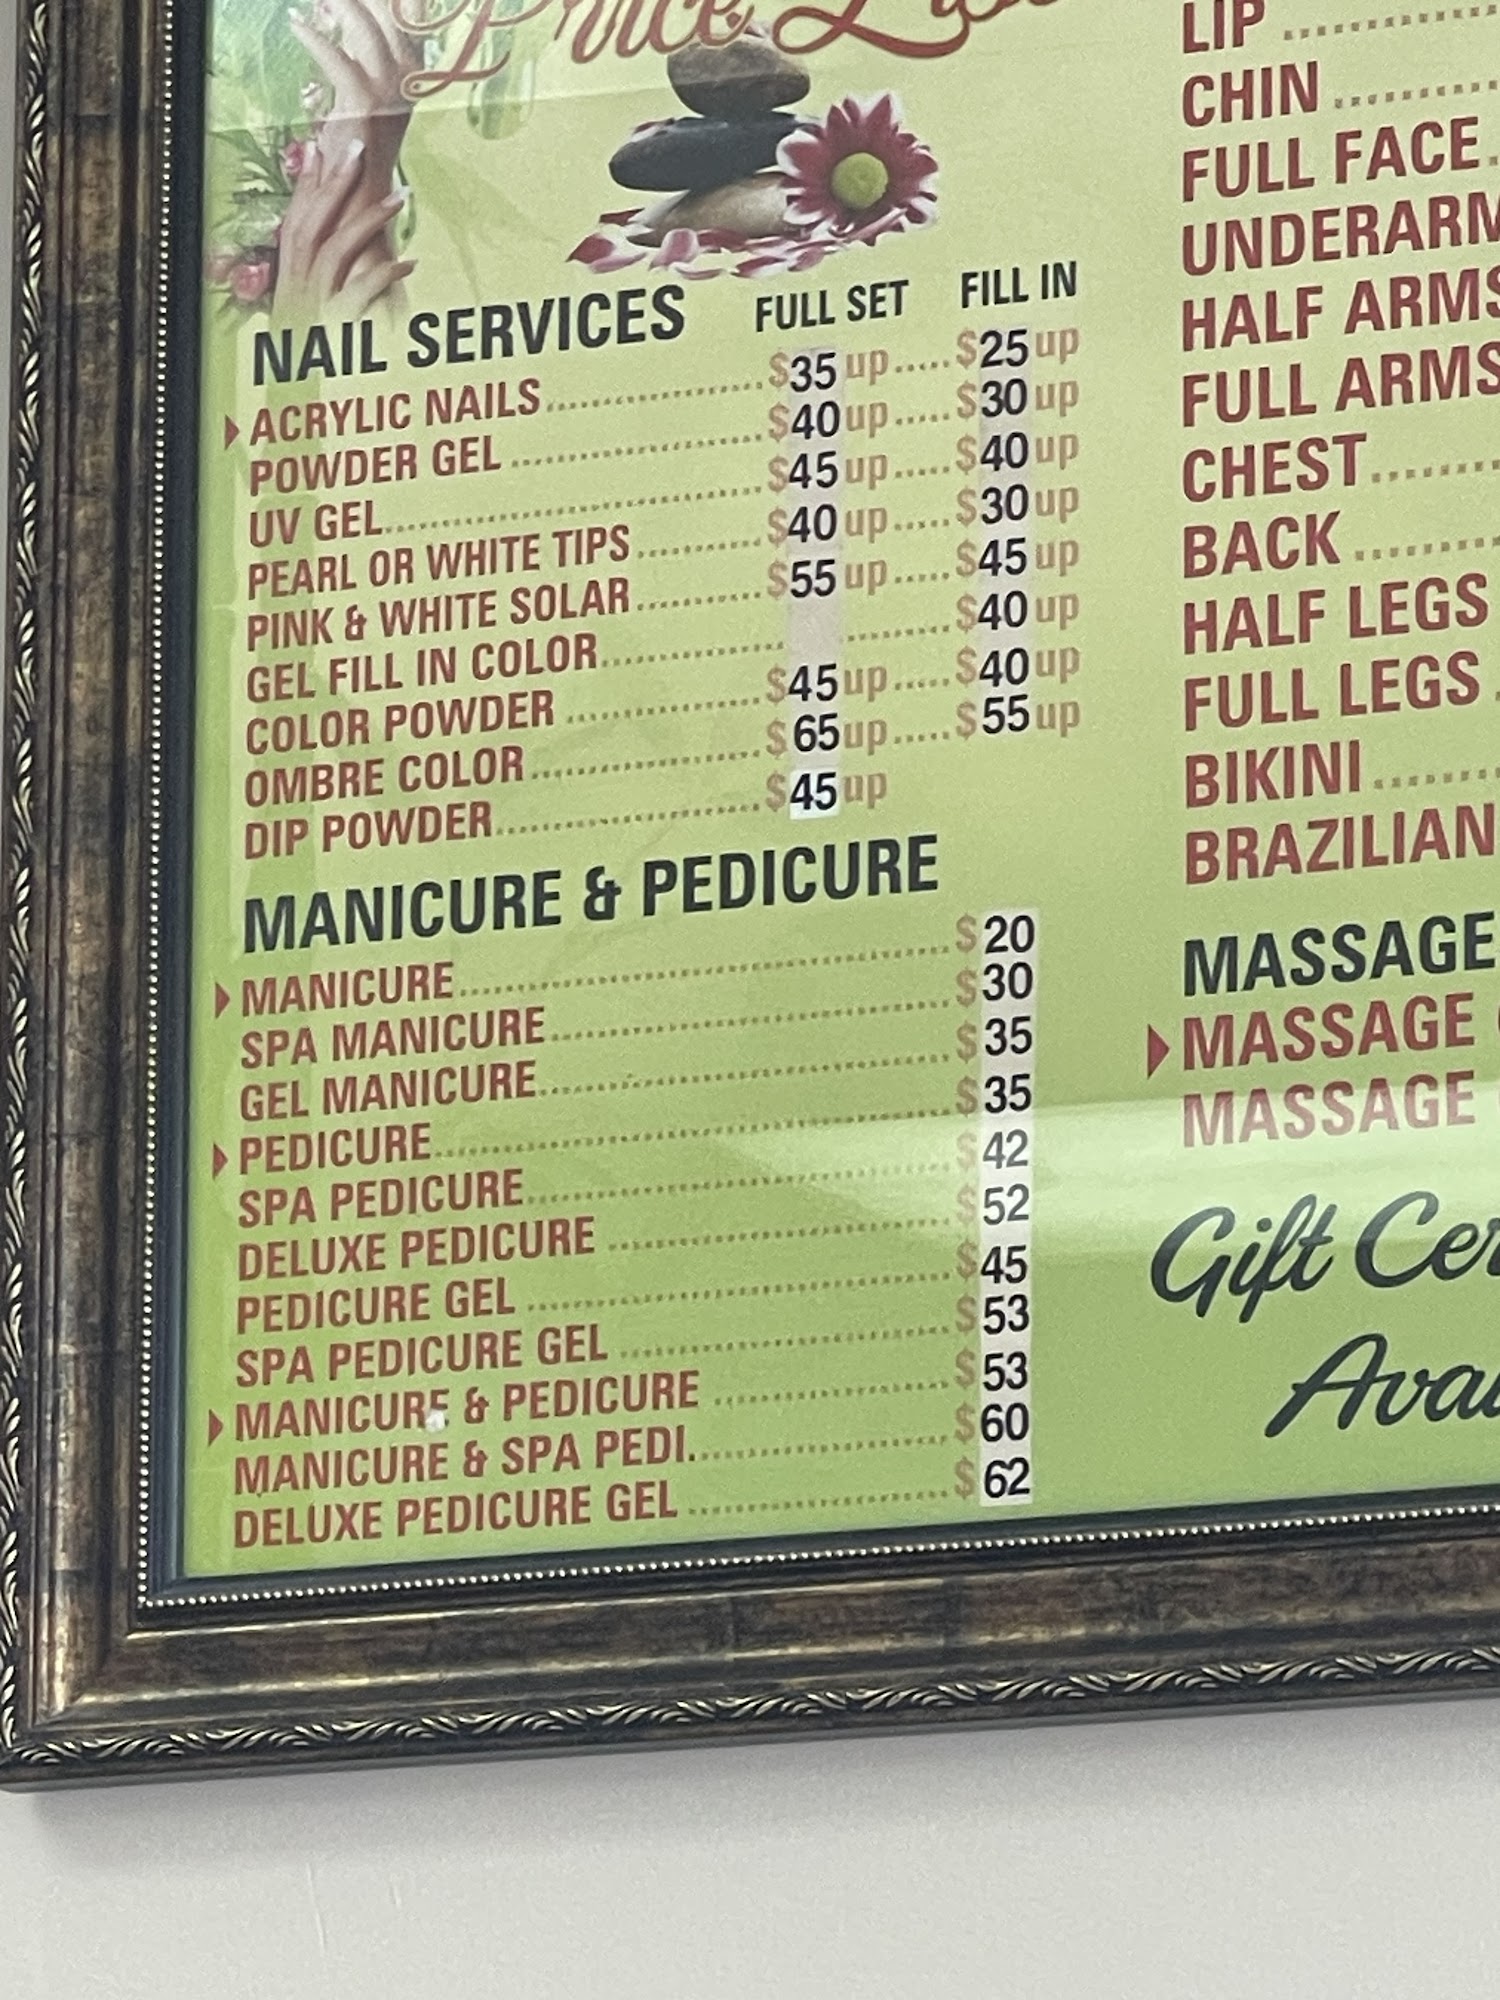 Price List
NAIL SERVICES FULL SET FILL IN
ACRYLIC NAILS $35 up $25 up
POWDER GEL $40 up $30 up
UV GEL $45 up $40 up
PEARL OR WHITE TIPS $40 up $30 up
PINK & WHITE SOLAR $55 up $45 up
GEL FILL IN COLOR $40 up
COLOR POWDER $45 up $40 up
OMBRE COLOR $65 up $55 up
DIP POWDER $45 up
MANICURE & PEDICURE
MANICURE $20
SPA MANICURE $30
GEL MANICURE $35
PEDICURE $35
SPA PEDICURE $42
DELUXE PEDICURE $52
PEDICURE GEL $45
SPA PEDICURE GEL $53
MANICURE & PEDICURE $53
MANICURE & SPA PEDI. $60
DELUXE PEDICURE GEL $62
LIP
CHIN
FULL FACE
UNDERARM
HALF ARMS
FULL ARMS
CHEST
BACK
HALF LEGS
FULL LEGS
BIKINI
BRAZILIAN
MASSAGE
MASSAGE
MASSAGE
Gift Cer
Avai